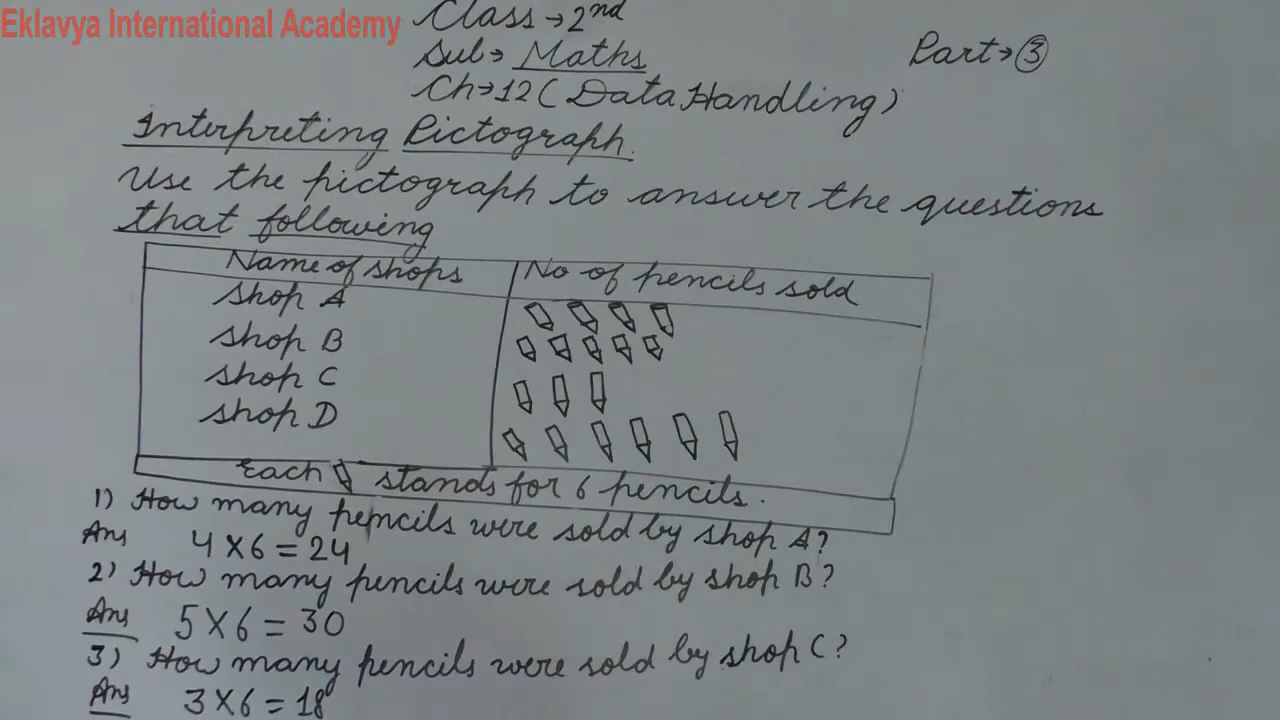 Eklavya International Academy
Class → 2nd
Sub → Maths
Part → 3
Ch → 12 (Data Handling)
Interpreting Pictograph.
Use the pictograph to answer the questions
that following
Name of shops No of pencils sold
Shop A
Shop B
Shop C
Shop D
Each stands for 6 pencils.
1) How many pencils were sold by shop A?
Ans 4 × 6 = 24
2) How many pencils were sold by shop B?
Ans 5 × 6 = 30
3) How many pencils were sold by shop C?
Ans 3 × 6 = 18